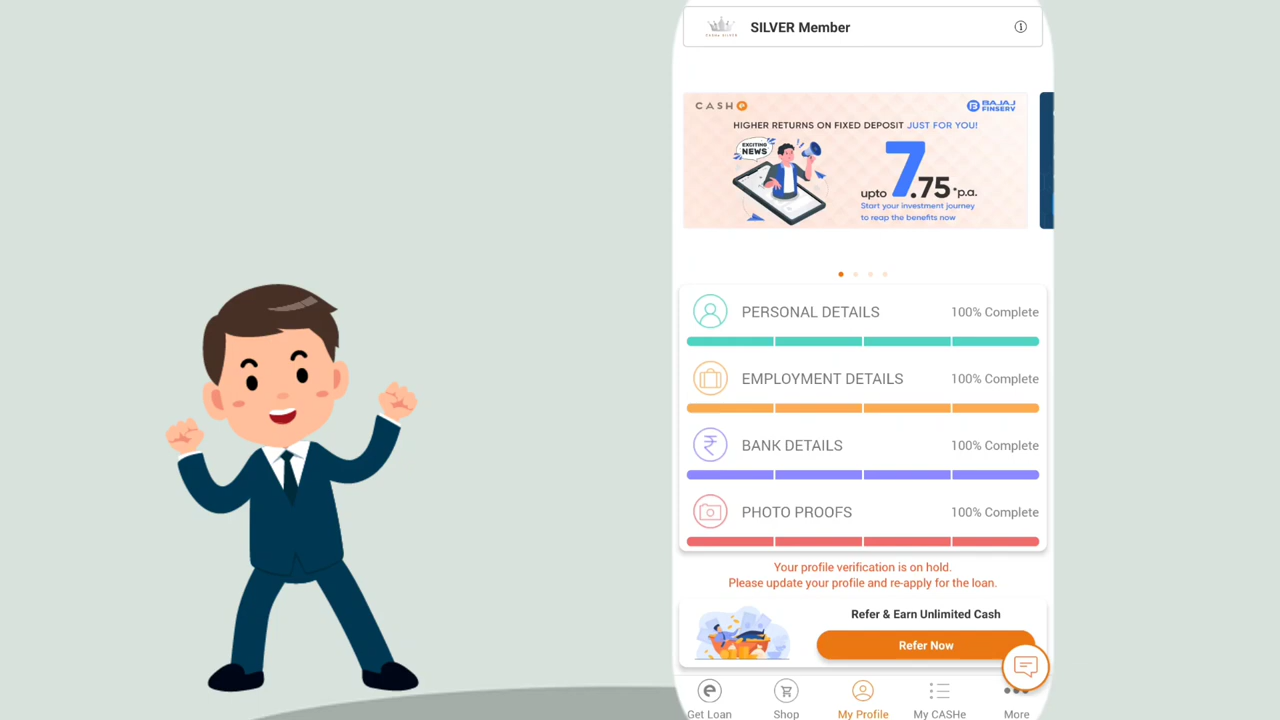 SILVER Member
CASHe
BAJAJ
FINSERV
HIGHER RETURNS ON FIXED DEPOSIT JUST FOR YOU!
EXCITING
NEWS
upto 7.75*p.a.
Start your investment journey
to reap the benefits now
PERSONAL DETAILS 100% Complete
EMPLOYMENT DETAILS 100% Complete
BANK DETAILS 100% Complete
PHOTO PROOFS 100% Complete
Your profile verification is on hold.
Please update your profile and re-apply for the loan.
Refer & Earn Unlimited Cash
Refer Now
Get Loan Shop My Profile My CASHe More